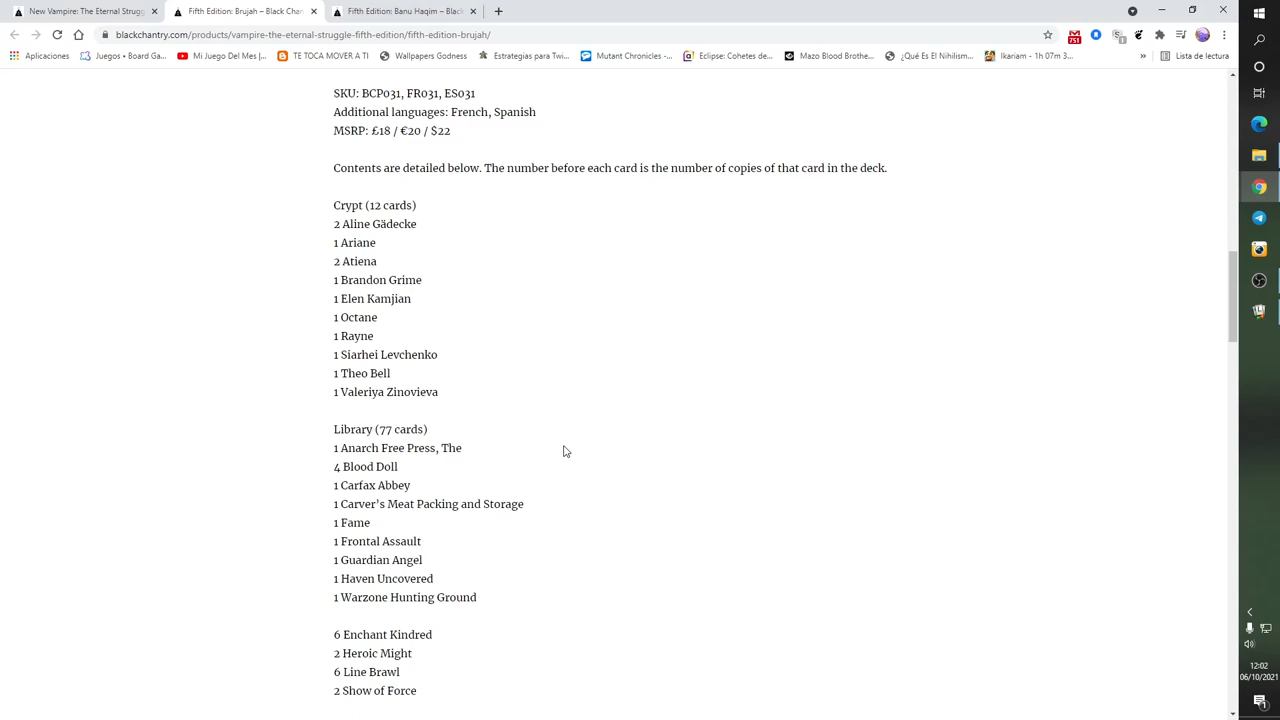 New Vampire: The Eternal Strugg
Fifth Edition: Brujah – Black Chan
Fifth Edition: Banu Haqim – Black
blackchantry.com/products/vampire-the-eternal-struggle-fifth-edition/fifth-edition-brujah/
751
1
Aplicaciones
Juegos • Board Ga...
Mi Juego Del Mes |...
TE TOCA MOVER A T...
Wallpapers Godness
Estrategias para Twi...
Mutant Chronicles -...
Eclipse: Cohetes de...
Mazo Blood Brothe...
¿Qué Es El Nihilism...
Ikariam - 1h 07m 3...
»
Lista de lectura
SKU: BCP031, FR031, ES031
Additional languages: French, Spanish
MSRP: £18 / €20 / $22
Contents are detailed below. The number before each card is the number of copies of that card in the deck.
Crypt (12 cards)
2 Aline Gädecke
1 Ariane
2 Atiena
1 Brandon Grime
1 Elen Kamjian
1 Octane
1 Rayne
1 Siarhei Levchenko
1 Theo Bell
1 Valeriya Zinovieva
Library (77 cards)
1 Anarch Free Press, The
4 Blood Doll
1 Carfax Abbey
1 Carver’s Meat Packing and Storage
1 Fame
1 Frontal Assault
1 Guardian Angel
1 Haven Uncovered
1 Warzone Hunting Ground
6 Enchant Kindred
2 Heroic Might
6 Line Brawl
2 Show of Force
12:02
06/10/2021
1